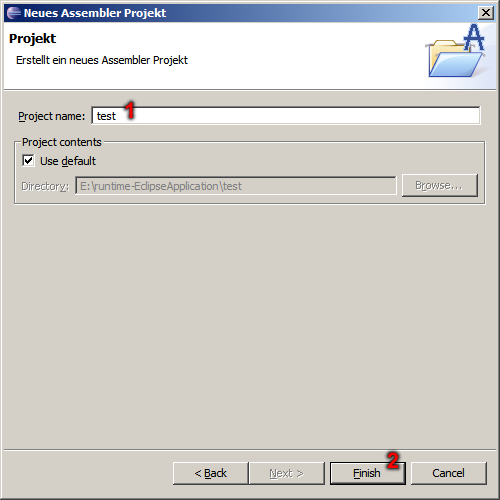 Neues Assembler Projekt
Projekt
Erstellt ein neues Assembler Projekt
A
Project name: test 1
Project contents
Use default
Directory: E:\runtime-EclipseApplication\test Browse...
2
< Back Next > Finish Cancel